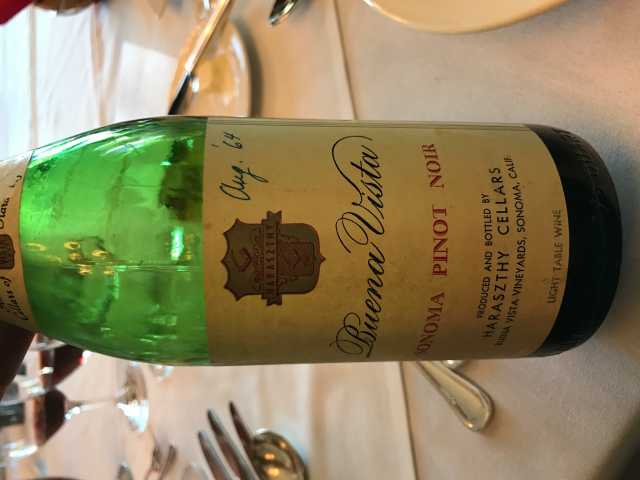 Aug. '64
HARASZTHY
Buena Vista
SONOMA PINOT NOIR
PRODUCED AND BOTTLED BY
HARASZTHY CELLARS
BUENA VISTA VINEYARDS, SONOMA, CALIF.
LIGHT TABLE WINE